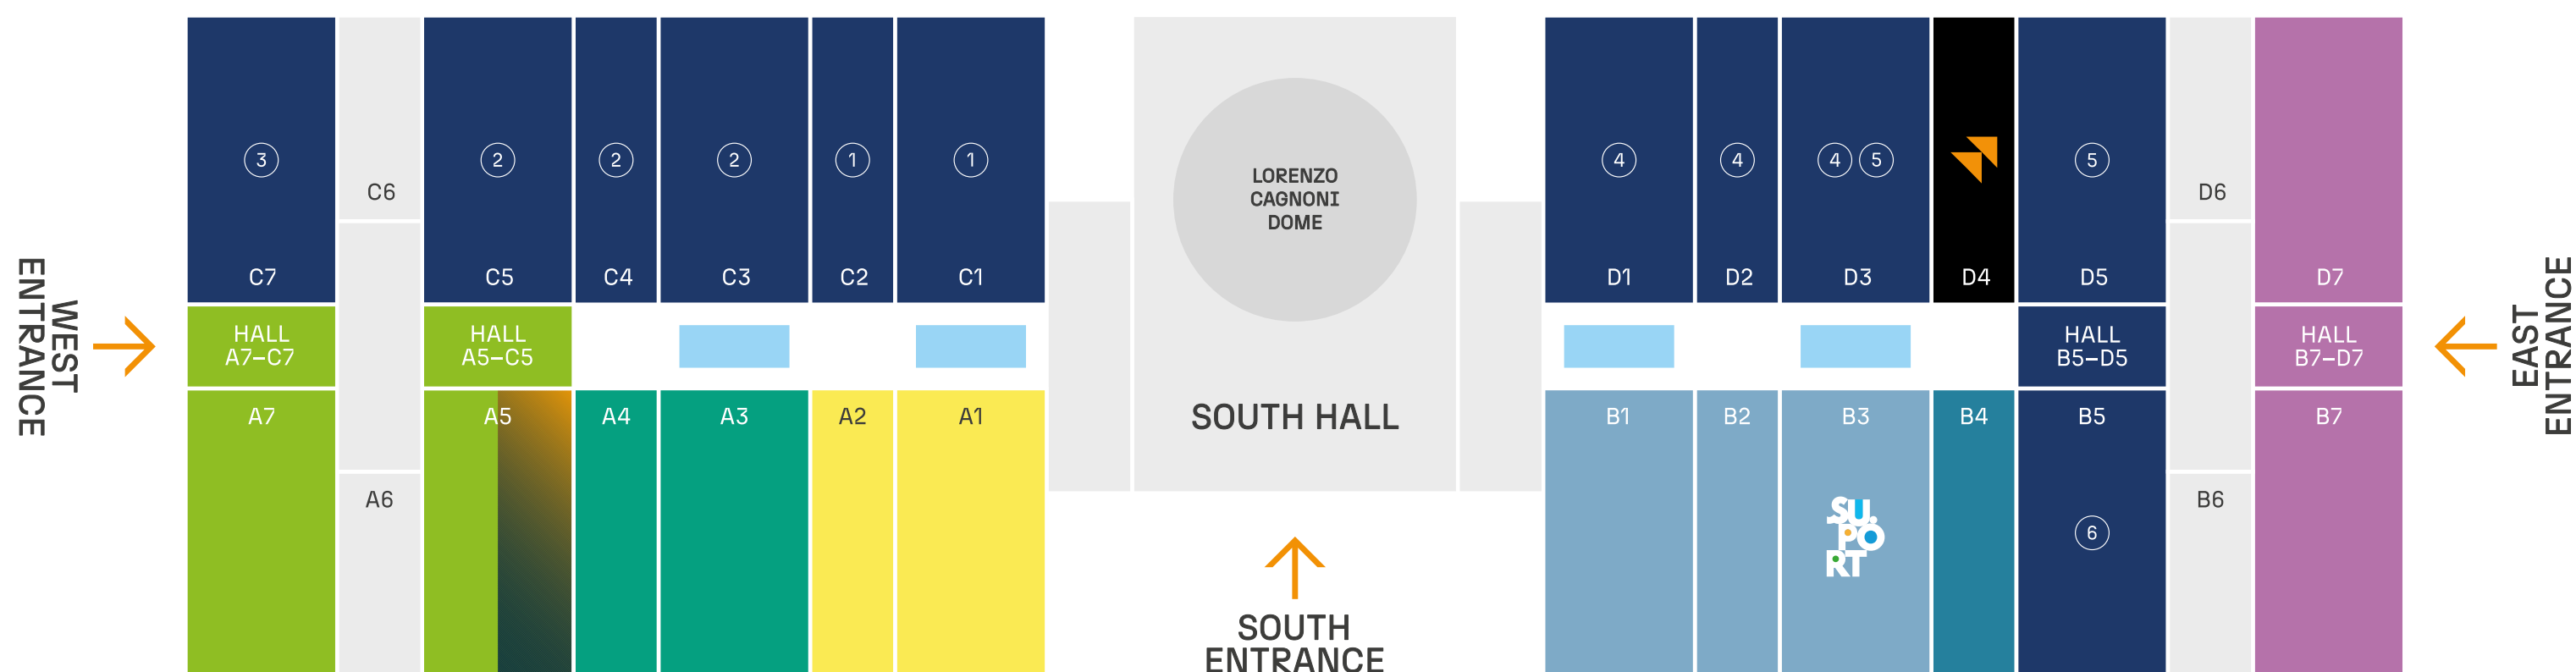 3
C6
2
2
2
1
1
LORENZO
CAGNONI
DOME
4
4
4 5
5
D6
C7
C5
C4
C3
C2
C1
D1
D2
D3
D4
D5
D7
WEST
ENTRANCE
HALL
A7–C7
HALL
A5–C5
HALL
B5–D5
HALL
B7–D7
EAST
ENTRANCE
A7
A6
A5
A4
A3
A2
A1
SOUTH HALL
B1
B2
B3
B4
B5
B6
B7
SU.
PO
RT
6
SOUTH
ENTRANCE